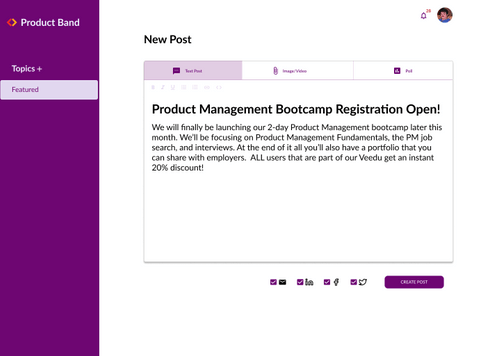 Product Band
28
New Post
Topics +
Text Post
Image/Video
Poll
Featured
B I U
Product Management Bootcamp Registration Open!
We will finally be launching our 2-day Product Management bootcamp later this
month. We'll be focusing on Product Management Fundamentals, the PM job
search, and interviews. At the end of it all you'll also have a portfolio that you
can share with employers. ALL users that are part of our Veedu get an instant
20% discount!
CREATE POST